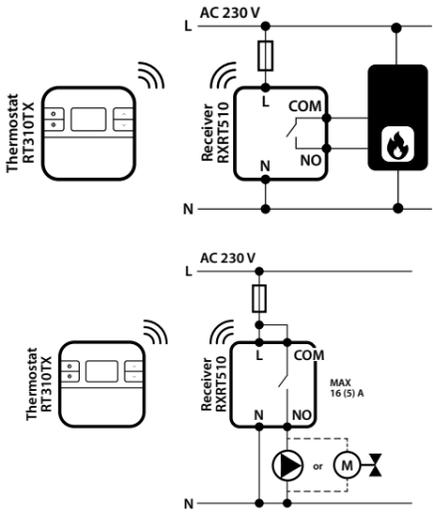 AC 230 V
L
Thermostat
RT310TX
Receiver
RXRT510
L
COM
NO
N
N
AC 230 V
L
Thermostat
RT310TX
Receiver
RXRT510
L
COM
MAX
16 (5) A
N
NO
or
M
N